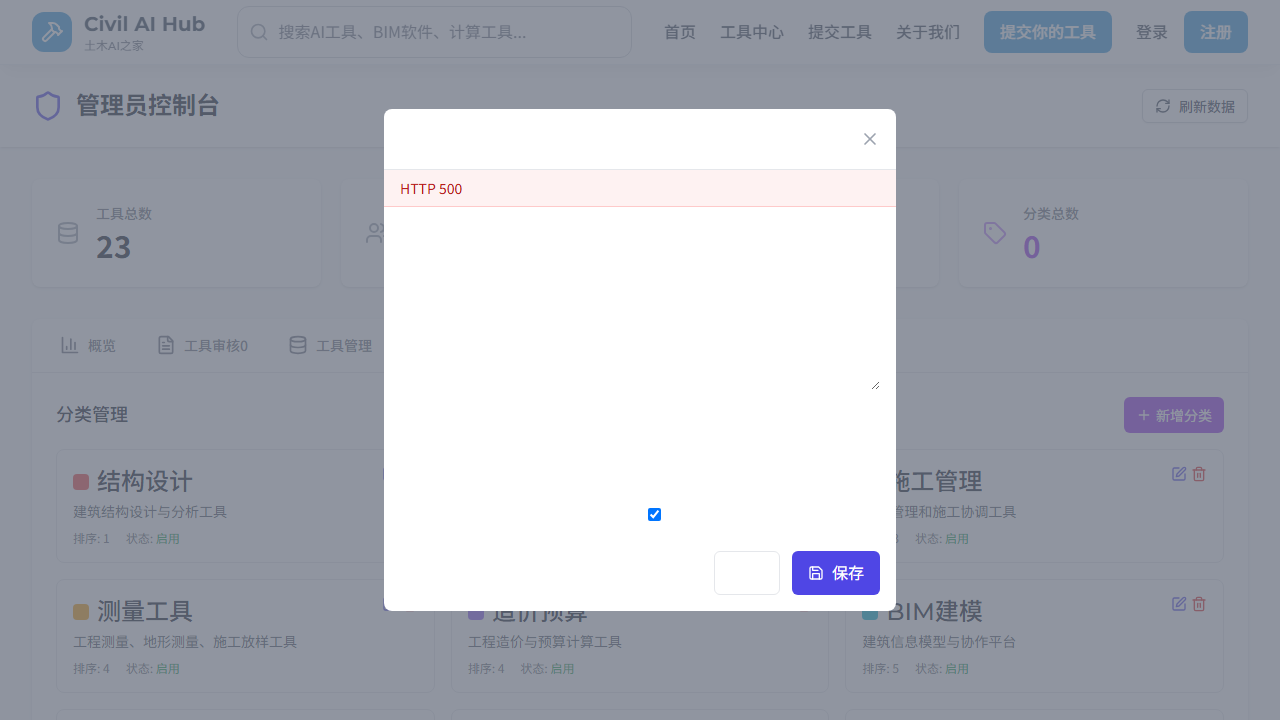 Civil AI Hub
土木AI之家
搜索AI工具、BIM软件、计算工具...
首页
工具中心
提交工具
关于我们
提交你的工具
登录
注册
管理员控制台
刷新数据
HTTP 500
工具总数
23
分类总数
0
概览
工具审核0
工具管理
分类管理
新增分类
结构设计
建筑结构设计与分析工具
排序: 1 状态: 启用
施工管理
管理和施工协调工具
状态: 启用
保存
测量工具
工程测量、地形测量、施工放样工具
排序: 4 状态: 启用
造价预算
工程造价与预算计算工具
排序: 4 状态: 启用
BIM建模
建筑信息模型与协作平台
排序: 5 状态: 启用